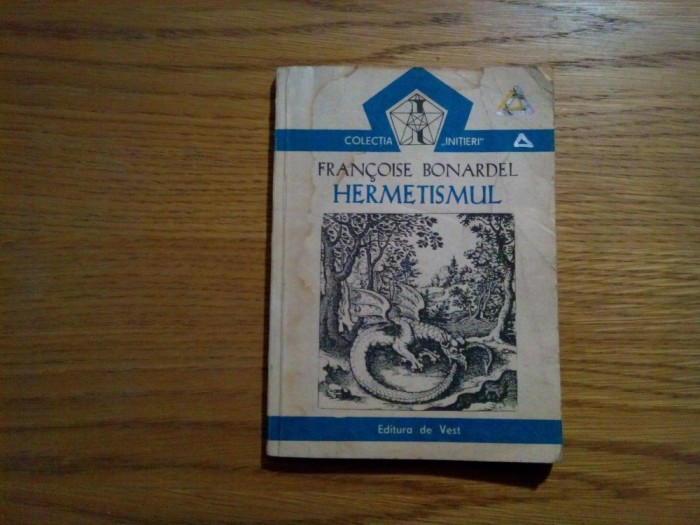 COLECȚIA „INIȚIERI"
FRANÇOISE BONARDEL
HERMETISMUL
Editura de Vest